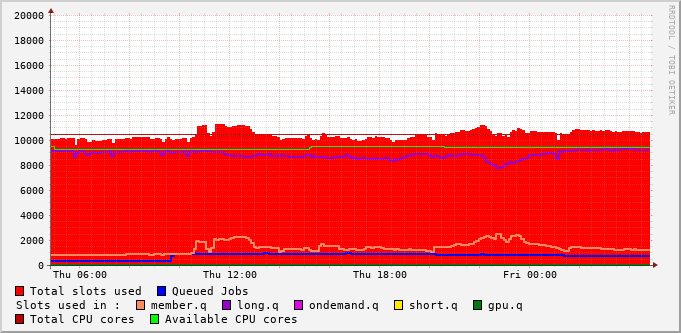 RRDTOOL / TOBI OETIKER
20000
18000
16000
14000
12000
10000
8000
6000
4000
2000
0
Thu 06:00 Thu 12:00 Thu 18:00 Fri 00:00
Total slots used Queued Jobs
Slots used in : member.q long.q ondemand.q short.q gpu.q
Total CPU cores Available CPU cores